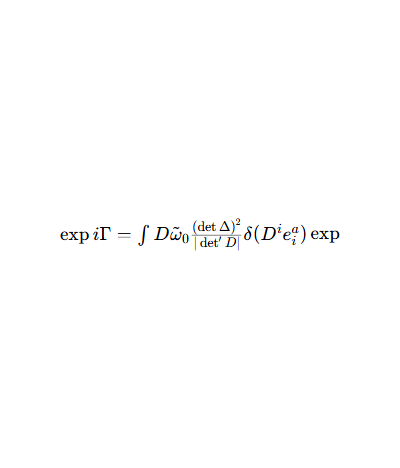 exp iΓ = ∫ Dω̃₀ (det Δ)² / | det′ D| δ(Dⁱeᵢᵃ) exp